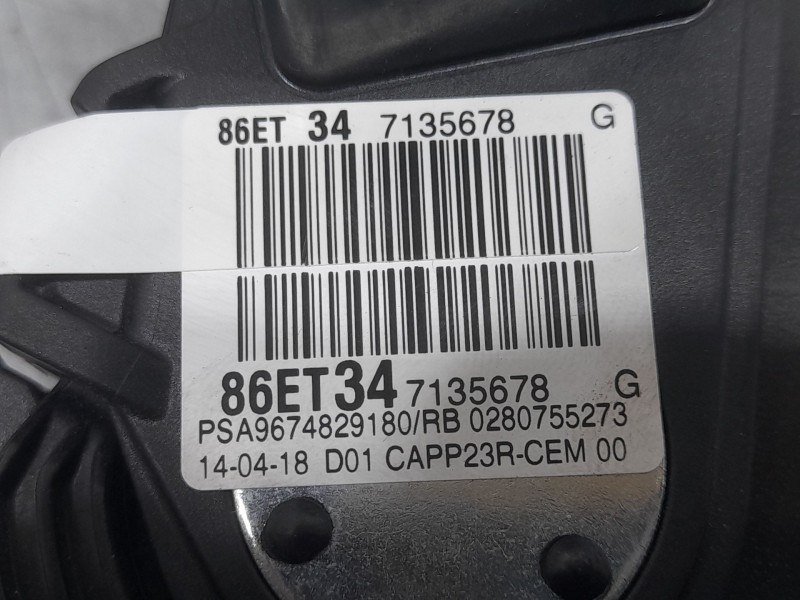 86ET 34 7135678 G
86ET34 7135678 G
PSA9674829180/RB 0280755273
14-04-18 D01 CAPP23R-CEM 00